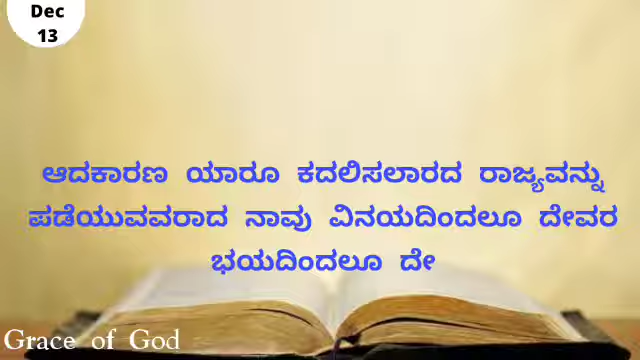 Dec
13
ಆದಕಾರಣ ಯಾರೂ ಕದಲಿಸಲಾರದ ರಾಜ್ಯವನ್ನು
ಪಡೆಯುವವರಾದ ನಾವು ವಿನಯದಿಂದಲೂ ದೇವರ
ಭಯದಿಂದಲೂ ದೇ
Grace of God